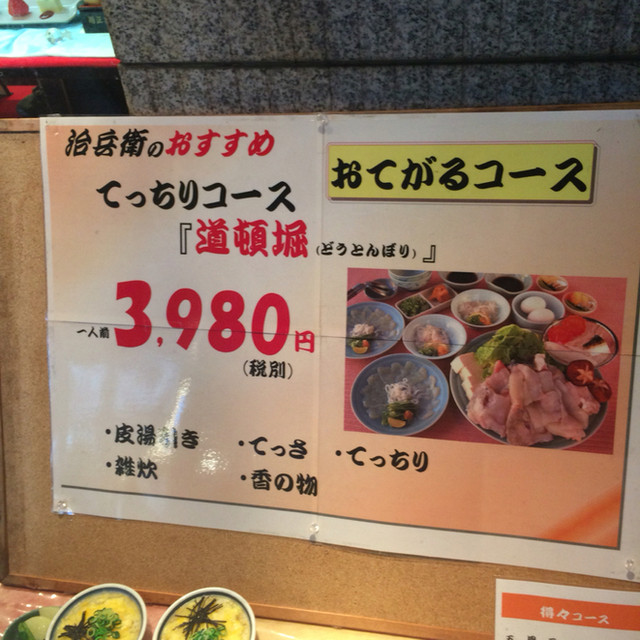 治兵衛のおすすめ
おてがるコース
てっちりコース
『道頓堀(どうとんぼり)』
一人前 3,980円
(税別)
・皮湯引き ・てっさ ・てっちり
・雑炊 ・香の物
得々コース